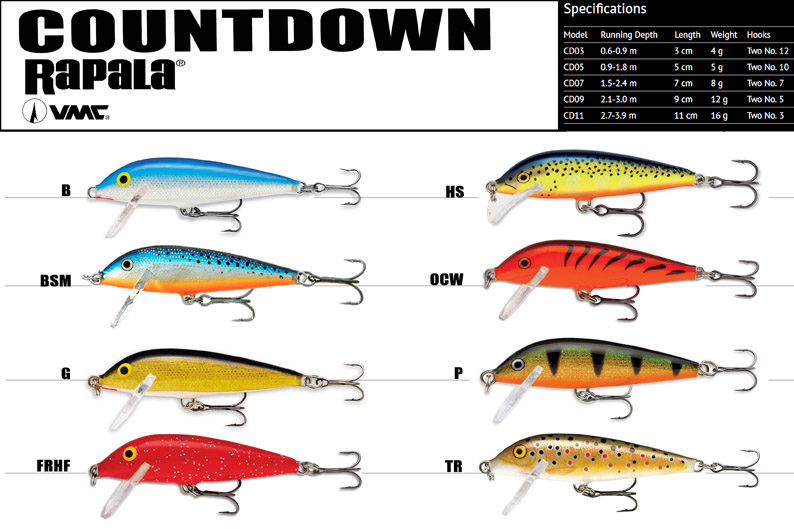 COUNTDOWN
RAPALA®
VMC®
Specifications
Model Running Depth Length Weight Hooks
CD03 0.6-0.9 m 3 cm 4 g Two No. 12
CD05 0.9-1.8 m 5 cm 5 g Two No. 10
CD07 1.5-2.4 m 7 cm 8 g Two No. 7
CD09 2.1-3.0 m 9 cm 12 g Two No. 5
CD11 2.7-3.9 m 11 cm 16 g Two No. 3
B
HS
BSM
OCW
G
P
FRHF
TR